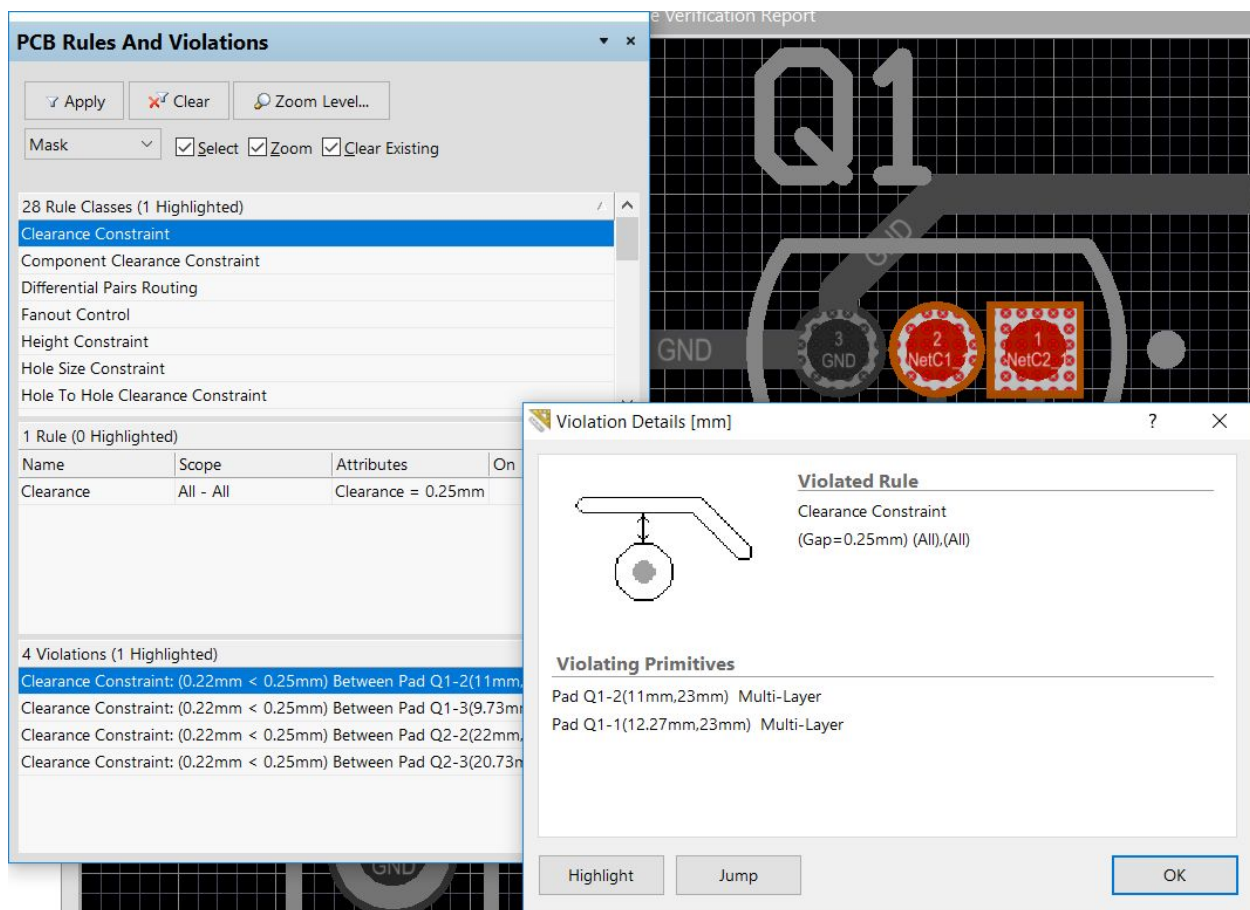 e Verification Report
PCB Rules And Violations
Apply Clear Zoom Level...
Mask Select Zoom Clear Existing
28 Rule Classes (1 Highlighted)
Clearance Constraint
Component Clearance Constraint
Differential Pairs Routing
Fanout Control
Height Constraint
Hole Size Constraint
Hole To Hole Clearance Constraint
1 Rule (0 Highlighted)
Name Scope Attributes On
Clearance All - All Clearance = 0.25mm
4 Violations (1 Highlighted)
Clearance Constraint: (0.22mm < 0.25mm) Between Pad Q1-2(11mm,
Clearance Constraint: (0.22mm < 0.25mm) Between Pad Q1-3(9.73m
Clearance Constraint: (0.22mm < 0.25mm) Between Pad Q2-2(22mm,
Clearance Constraint: (0.22mm < 0.25mm) Between Pad Q2-3(20.73
Q1
GND
GND
3
GND
2
NetC1_1
1
NetC2_1
Violation Details [mm] ?
Violated Rule
Clearance Constraint
(Gap=0.25mm) (All),(All)
Violating Primitives
Pad Q1-2(11mm,23mm) Multi-Layer
Pad Q1-1(12.27mm,23mm) Multi-Layer
Highlight Jump OK
GND